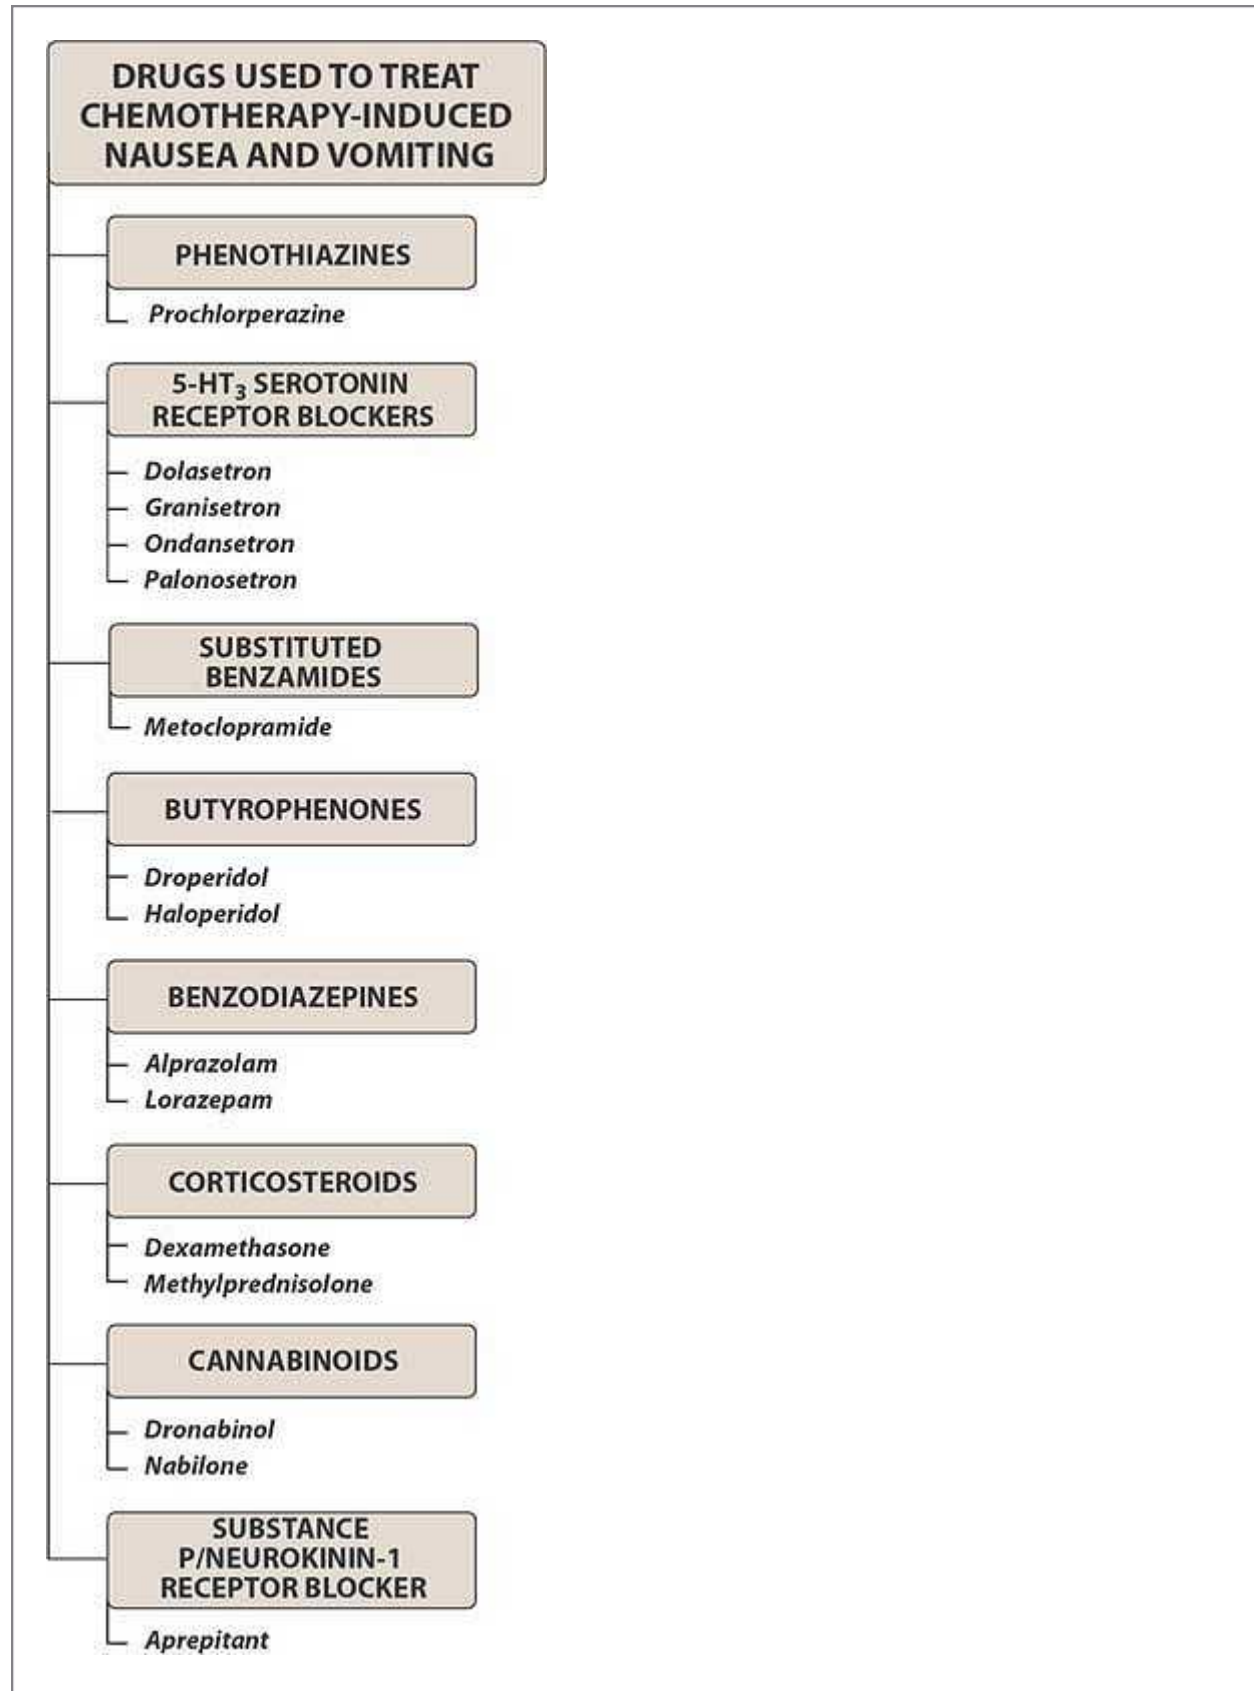 DRUGS USED TO TREAT
CHEMOTHERAPY-INDUCED
NAUSEA AND VOMITING
PHENOTHIAZINES
Prochlorperazine
5-HT₃ SEROTONIN
RECEPTOR BLOCKERS
Dolasetron
Granisetron
Ondansetron
Palonosetron
SUBSTITUTED
BENZAMIDES
Metoclopramide
BUTYROPHENONES
Droperidol
Haloperidol
BENZODIAZEPINES
Alprazolam
Lorazepam
CORTICOSTEROIDS
Dexamethasone
Methylprednisolone
CANNABINOIDS
Dronabinol
Nabilone
SUBSTANCE
P/NEUROKININ-1
RECEPTOR BLOCKER
Aprepitant